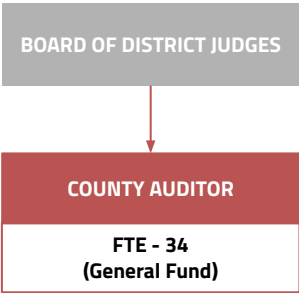 BOARD OF DISTRICT JUDGES
COUNTY AUDITOR
FTE - 34
(General Fund)